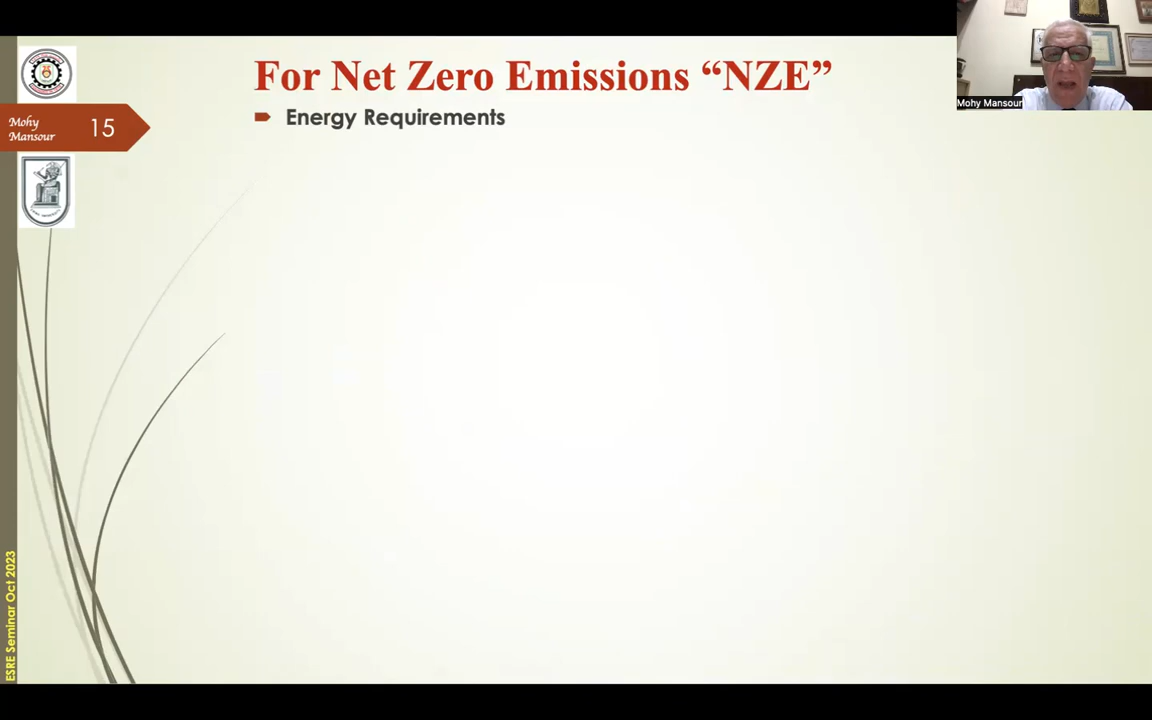 For Net Zero Emissions “NZE”
Energy Requirements
Mohy
Mansour
15
Mohy Mansour
ESRE Seminar Oct 2023